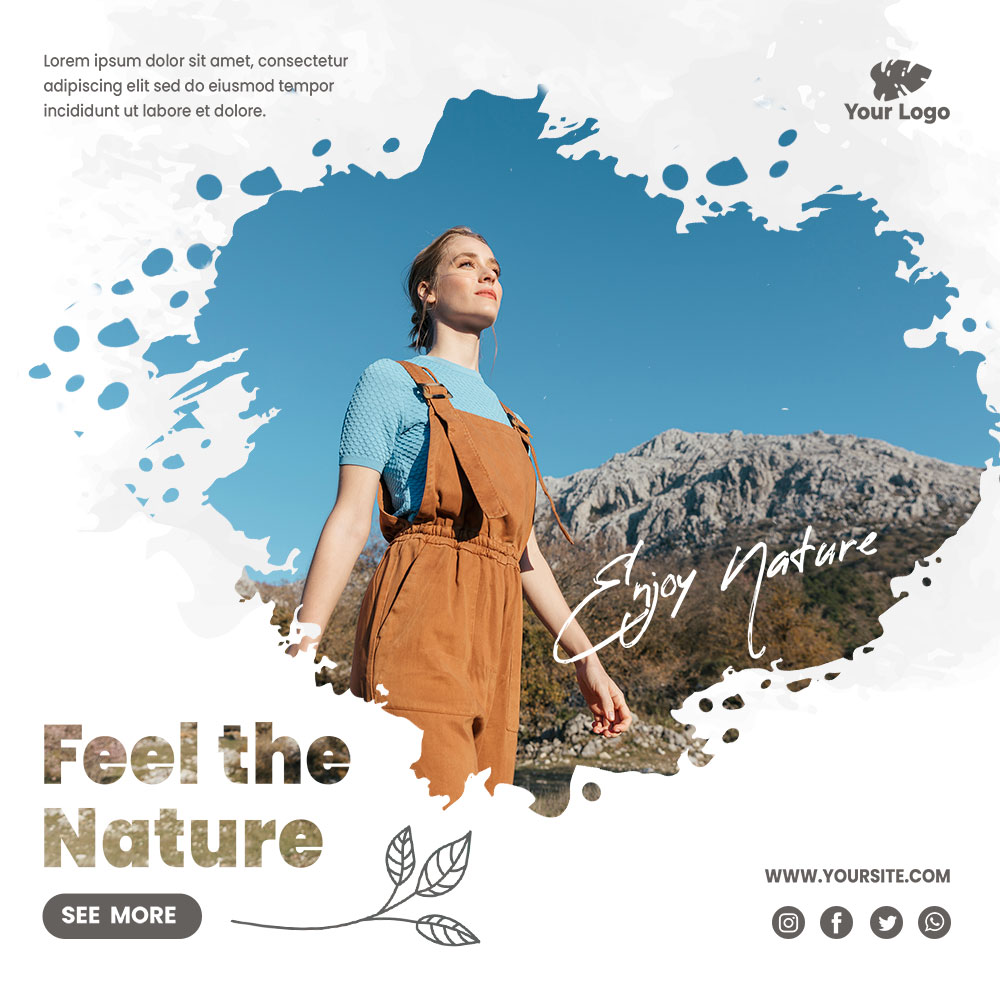 Lorem ipsum dolor sit amet, consectetur
adipiscing elit sed do eiusmod tempor
incididunt ut labore et dolore.
Your Logo
Enjoy Nature
Feel the
Nature
SEE MORE
WWW.YOURSITE.COM